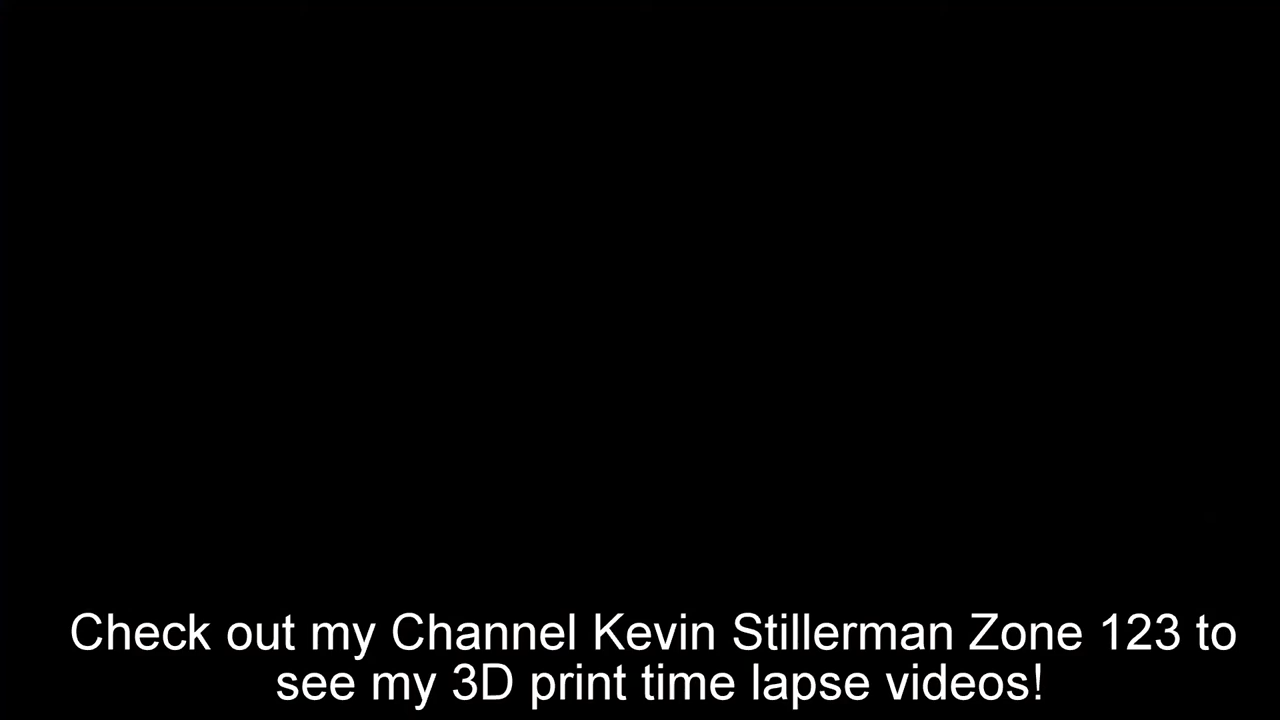 Check out my Channel Kevin Stillerman Zone 123 to
see my 3D print time lapse videos!